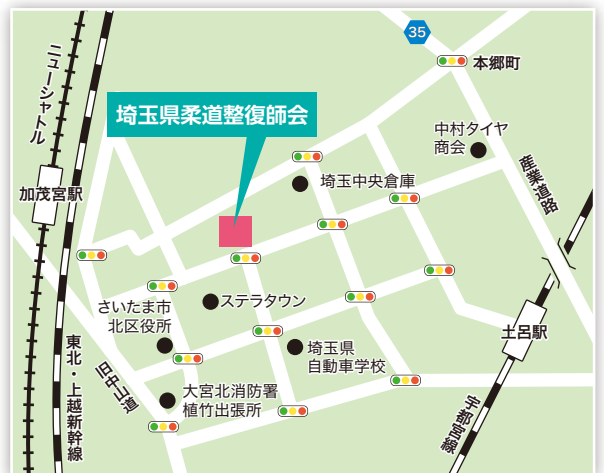 35
本郷町
ニューシャトル
埼玉県柔道整復師会
中村タイヤ
商会
産業道路
加茂宮駅
埼玉中央倉庫
さいたま市
北区役所
ステラタウン
土呂駅
東北・上越新幹線
旧中山道
埼玉県
自動車学校
大宮北消防署
植竹出張所
宇都宮線